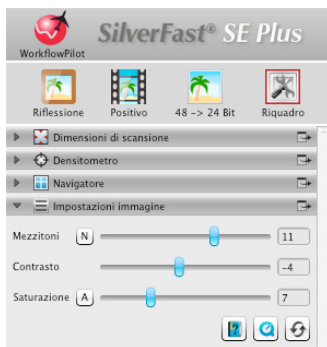 SilverFast® SE Plus
WorkflowPilot
Riflessione Positivo 48 -> 24 Bit Riquadro
Dimensioni di scansione
Densitometro
Navigatore
Impostazioni immagine
Mezzitoni N 11
Contrasto -4
Saturazione A 7
?